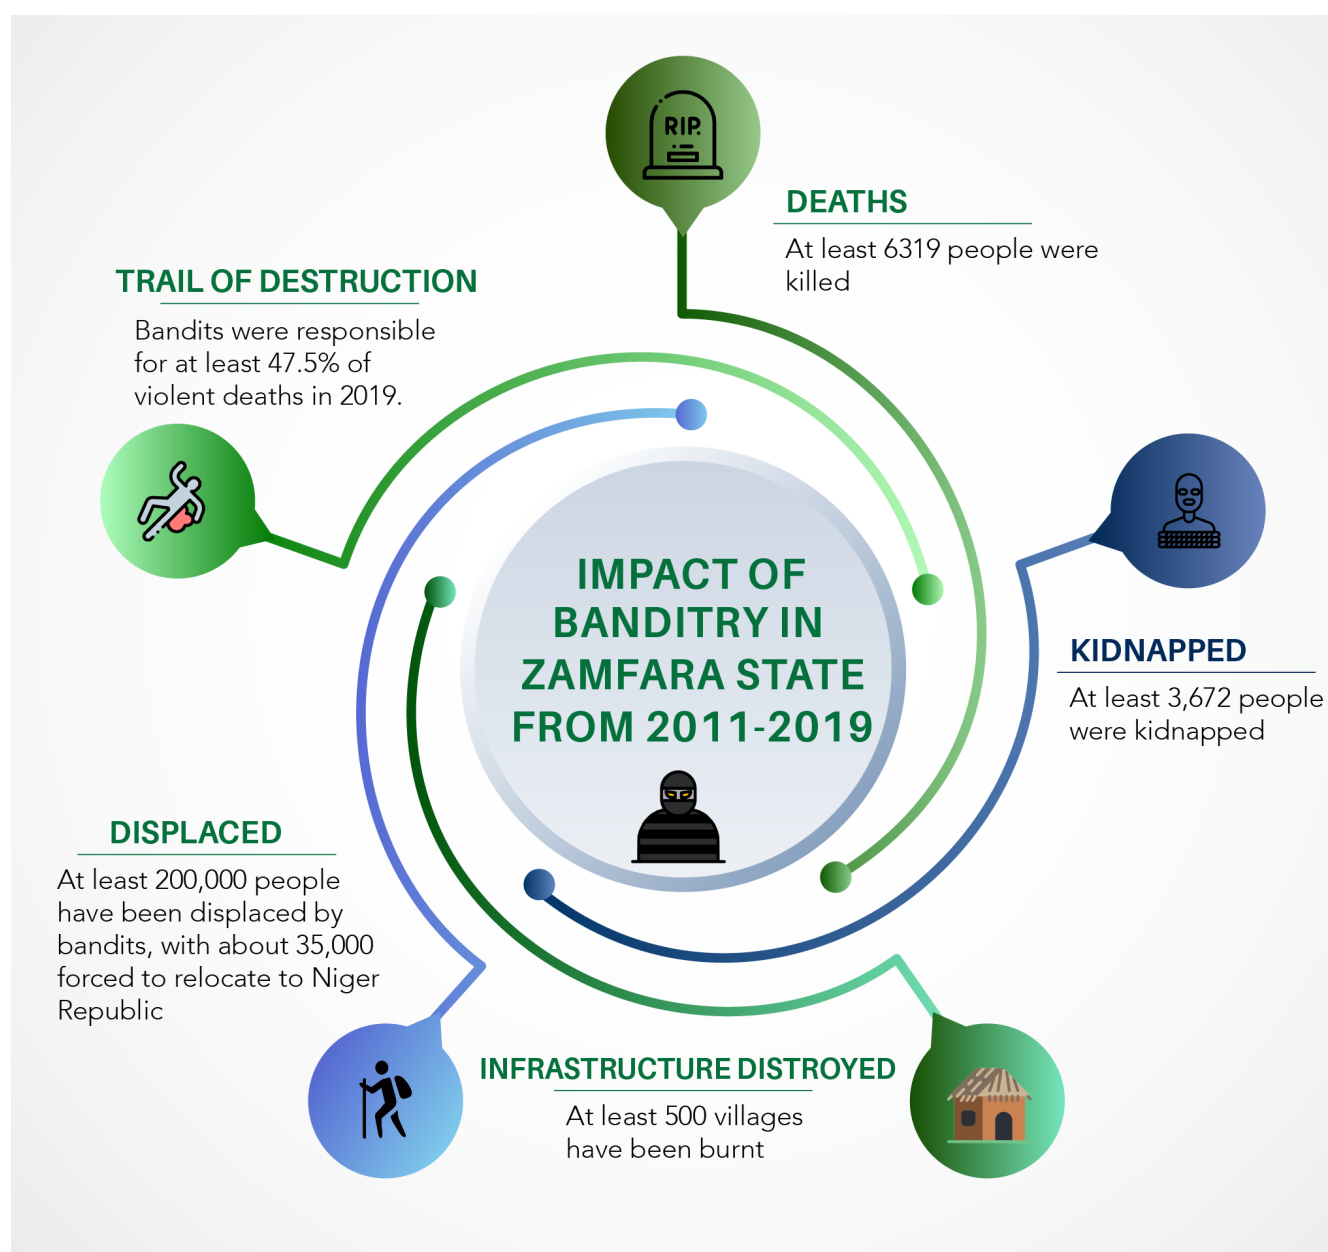 RIP.
DEATHS
At least 6319 people were
killed
TRAIL OF DESTRUCTION
Bandits were responsible
for at least 47.5% of
violent deaths in 2019.
IMPACT OF
BANDITRY IN
ZAMFARA STATE
FROM 2011-2019
KIDNAPPED
At least 3,672 people
were kidnapped
DISPLACED
At least 200,000 people
have been displaced by
bandits, with about 35,000
forced to relocate to Niger
Republic
INFRASTRUCTURE DISTROYED
At least 500 villages
have been burnt